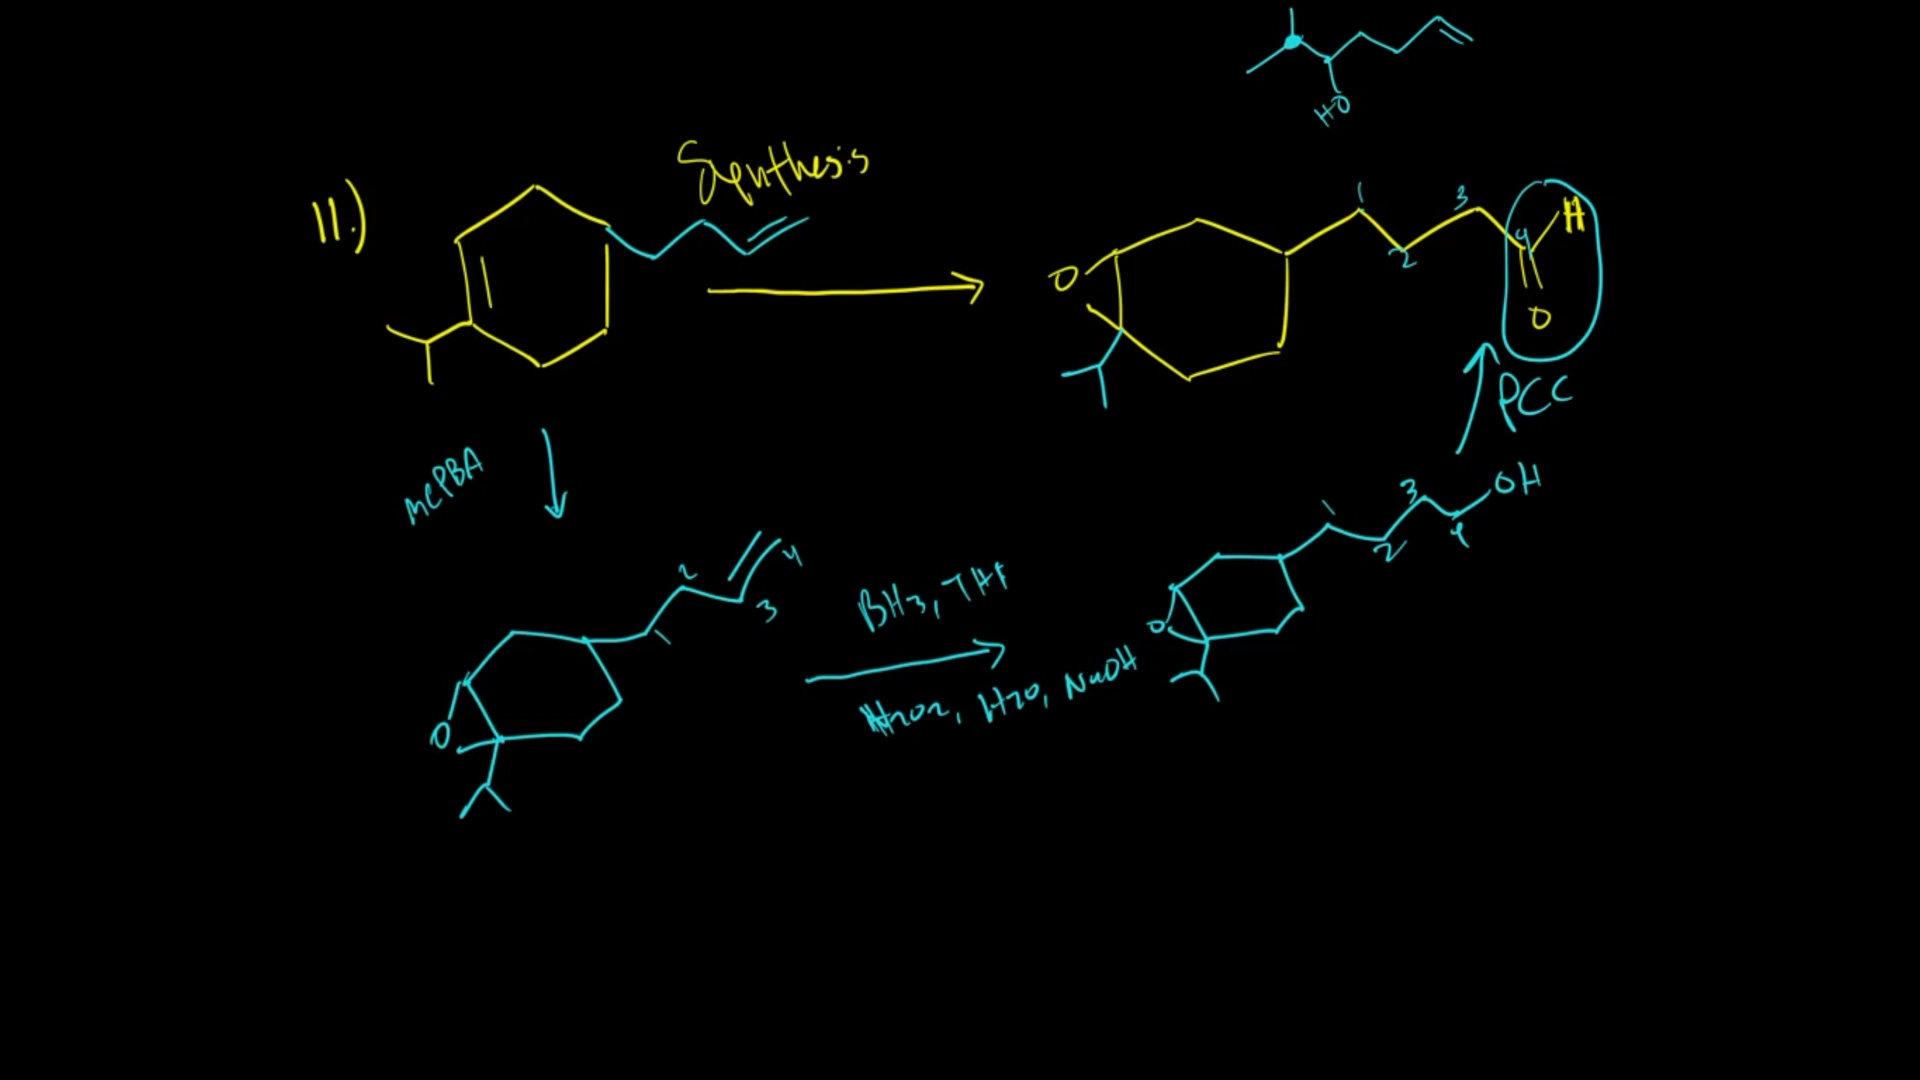 HO
11.) Synthesis
1 3 H
O 4
2
O
PCC
mCPBA
3 OH
1
2 4
2 4
BH3, THF
3
1
O
H2O2, H2O, NaOH
O